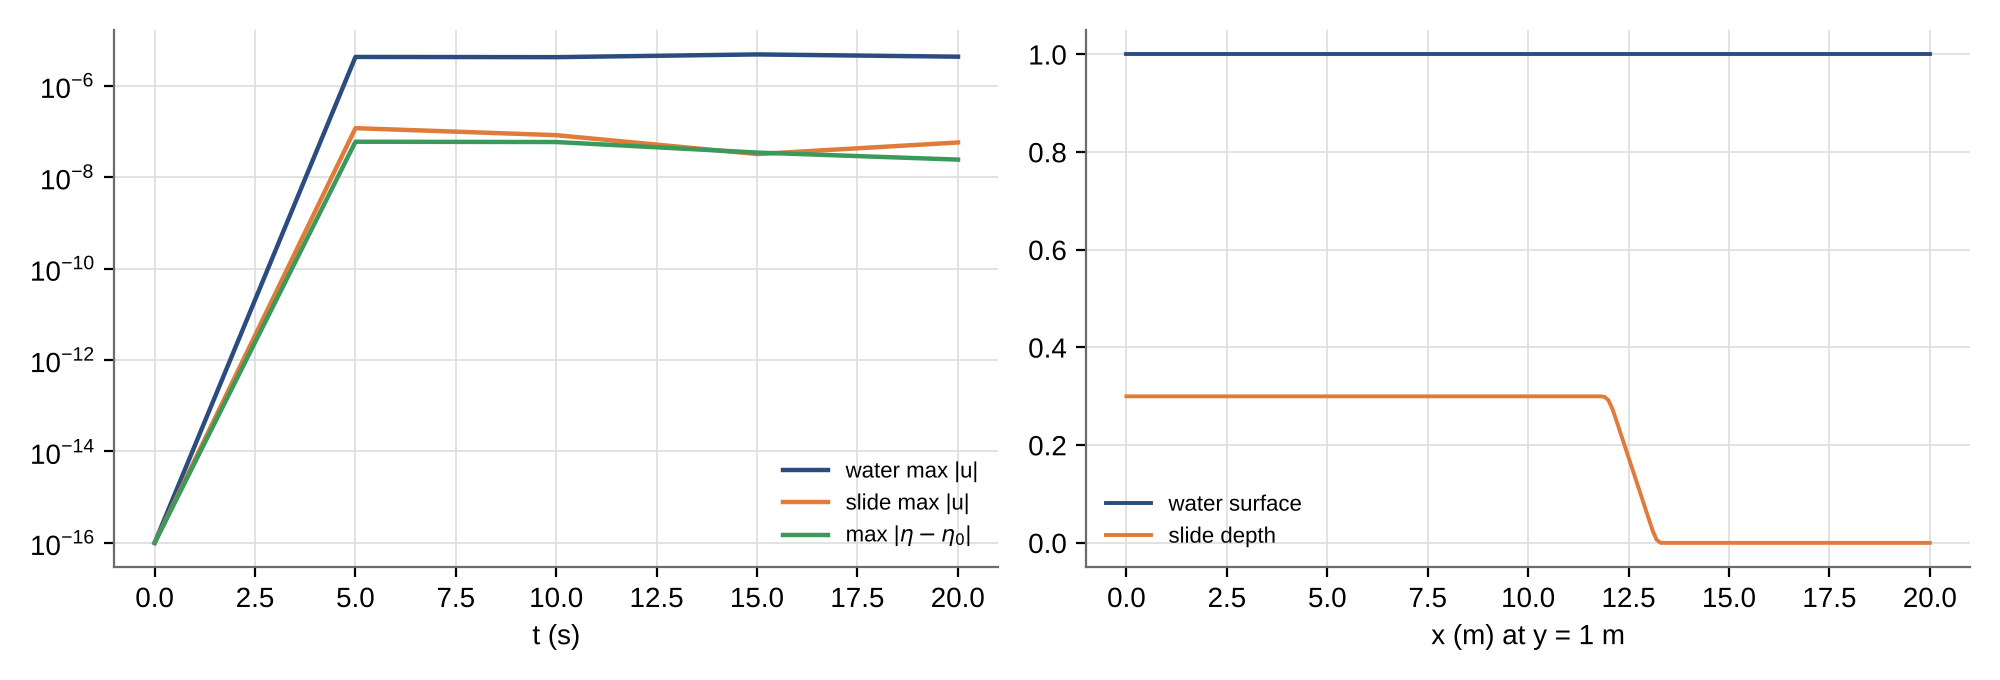 10⁻⁶
10⁻⁸
10⁻¹⁰
10⁻¹²
10⁻¹⁴
10⁻¹⁶
water max |u|
slide max |u|
max |η − η₀|
0.0 2.5 5.0 7.5 10.0 12.5 15.0 17.5 20.0
t (s)
1.0
0.8
0.6
0.4
0.2
0.0
water surface
slide depth
0.0 2.5 5.0 7.5 10.0 12.5 15.0 17.5 20.0
x (m) at y = 1 m